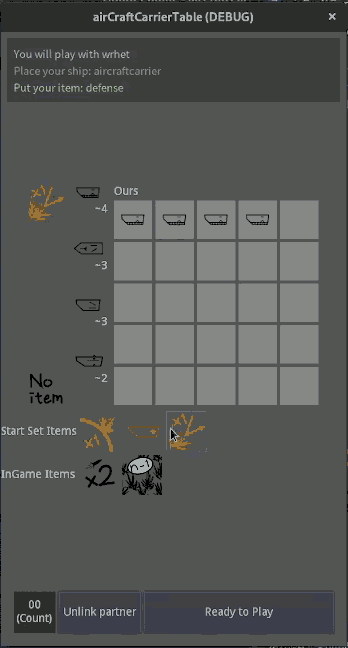 airCraftCarrierTable (DEBUG)
You will play with wrhet
Place your ship: aircraftcarrier
Put your item: defense
Ours
~4
~3
~3
~2
No
item
Start Set Items
InGame Items
x2
n-1
00
(Count)
Unlink partner
Ready to Play